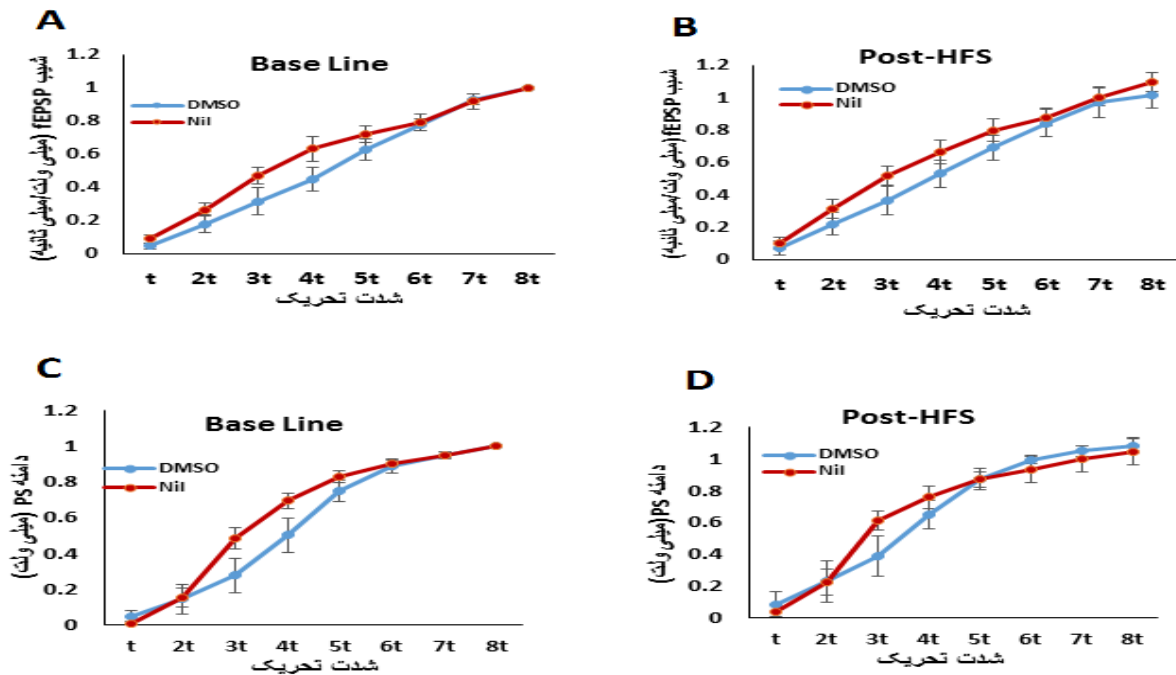 A
Base Line
شیب fEPSP (میلی ولت/میلی ثانیه)
1.2
1
0.8
0.6
0.4
0.2
0
DMSO
Nil
t 2t 3t 4t 5t 6t 7t 8t
شدت تحریک
B
Post-HFS
شیب fEPSP(میلی ولت/میلی ثانیه)
1.2
1
0.8
0.6
0.4
0.2
0
DMSO
Nil
t 2t 3t 4t 5t 6t 7t 8t
شدت تحریک
C
Base Line
دامنه PS (میلی ولت)
1.2
1
0.8
0.6
0.4
0.2
0
DMSO
Nil
t 2t 3t 4t 5t 6t 7t 8t
شدت تحریک
D
Post-HFS
دامنه PS(میلی ولت)
1.2
1
0.8
0.6
0.4
0.2
0
DMSO
Nil
t 2t 3t 4t 5t 6t 7t 8t
شدت تحریک